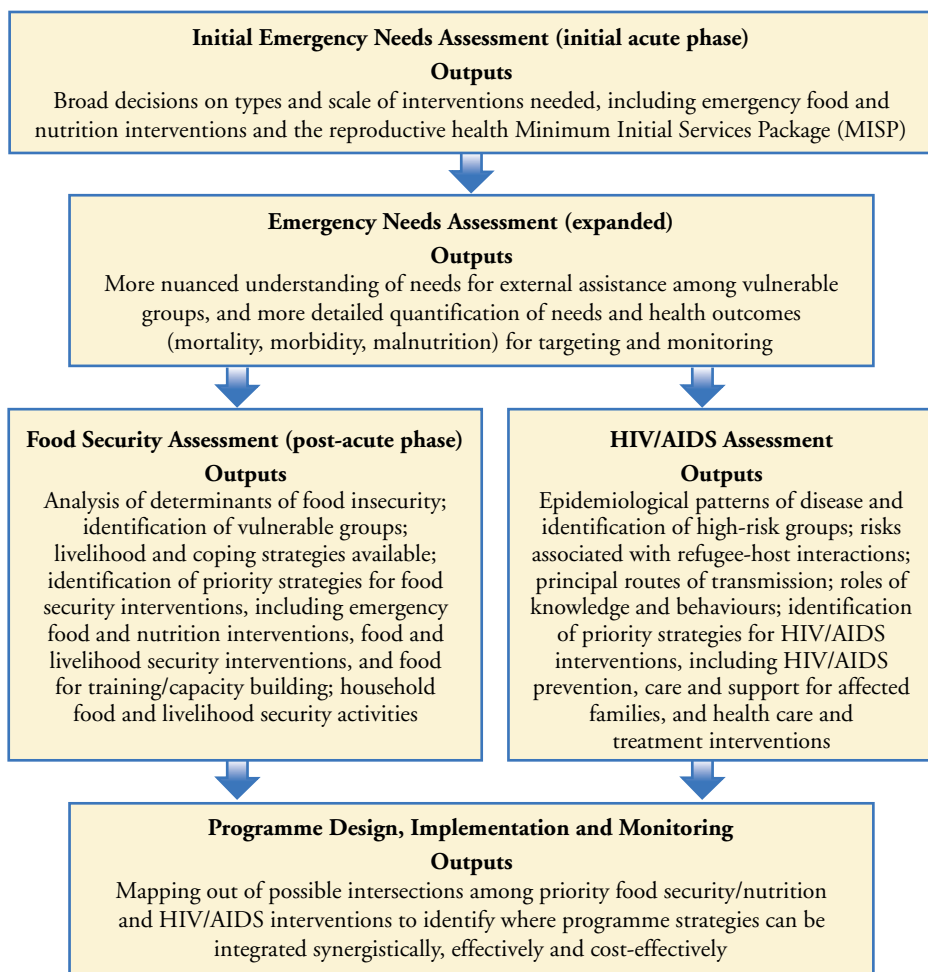 Initial Emergency Needs Assessment (initial acute phase)
Outputs
Broad decisions on types and scale of interventions needed, including emergency food and
nutrition interventions and the reproductive health Minimum Initial Services Package (MISP)
Emergency Needs Assessment (expanded)
Outputs
More nuanced understanding of needs for external assistance among vulnerable
groups, and more detailed quantification of needs and health outcomes
(mortality, morbidity, malnutrition) for targeting and monitoring
Food Security Assessment (post-acute phase)
Outputs
Analysis of determinants of food insecurity;
identification of vulnerable groups;
livelihood and coping strategies available;
identification of priority strategies for food
security interventions, including emergency
food and nutrition interventions, food and
livelihood security interventions, and food
for training/capacity building; household
food and livelihood security activities
HIV/AIDS Assessment
Outputs
Epidemiological patterns of disease and
identification of high-risk groups; risks
associated with refugee-host interactions;
principal routes of transmission; roles of
knowledge and behaviours; identification
of priority strategies for HIV/AIDS
interventions, including HIV/AIDS
prevention, care and support for affected
families, and health care and
treatment interventions
Programme Design, Implementation and Monitoring
Outputs
Mapping out of possible intersections among priority food security/nutrition
and HIV/AIDS interventions to identify where programme strategies can be
integrated synergistically, effectively and cost-effectively